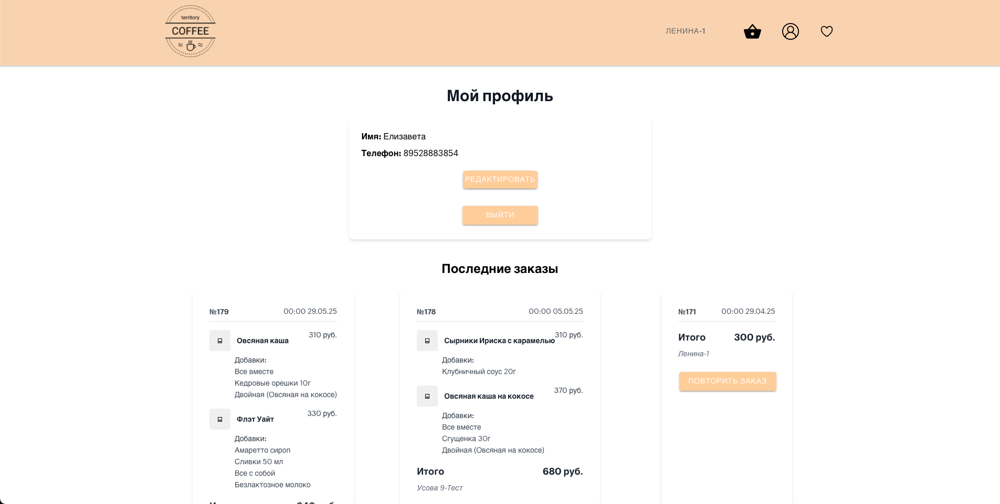 territory
COFFEE
ЛЕНИНА-1
Мой профиль
Имя: Елизавета
Телефон: 89528883854
РЕДАКТИРОВАТЬ
ВЫЙТИ
Последние заказы
№179 00:00 29.05.25
Овсяная каша 310 руб.
Добавки:
Все вместе
Кедровые орешки 10г
Двойная (Овсяная на кокосе)
Флэт Уайт 330 руб.
Добавки:
Амаретто сироп
Сливки 50 мл
Все с собой
Безлактозное молоко
№178 00:00 05.05.25
Сырники Ириска с карамелью 310 руб.
Добавки:
Клубничный соус 20г
Овсяная каша на кокосе 370 руб.
Добавки:
Все вместе
Сгущенка 30г
Двойная (Овсяная на кокосе)
Итого 680 руб.
Усова 9-Тест
№171 00:00 29.04.25
Итого 300 руб.
Ленина-1
ПОВТОРИТЬ ЗАКАЗ